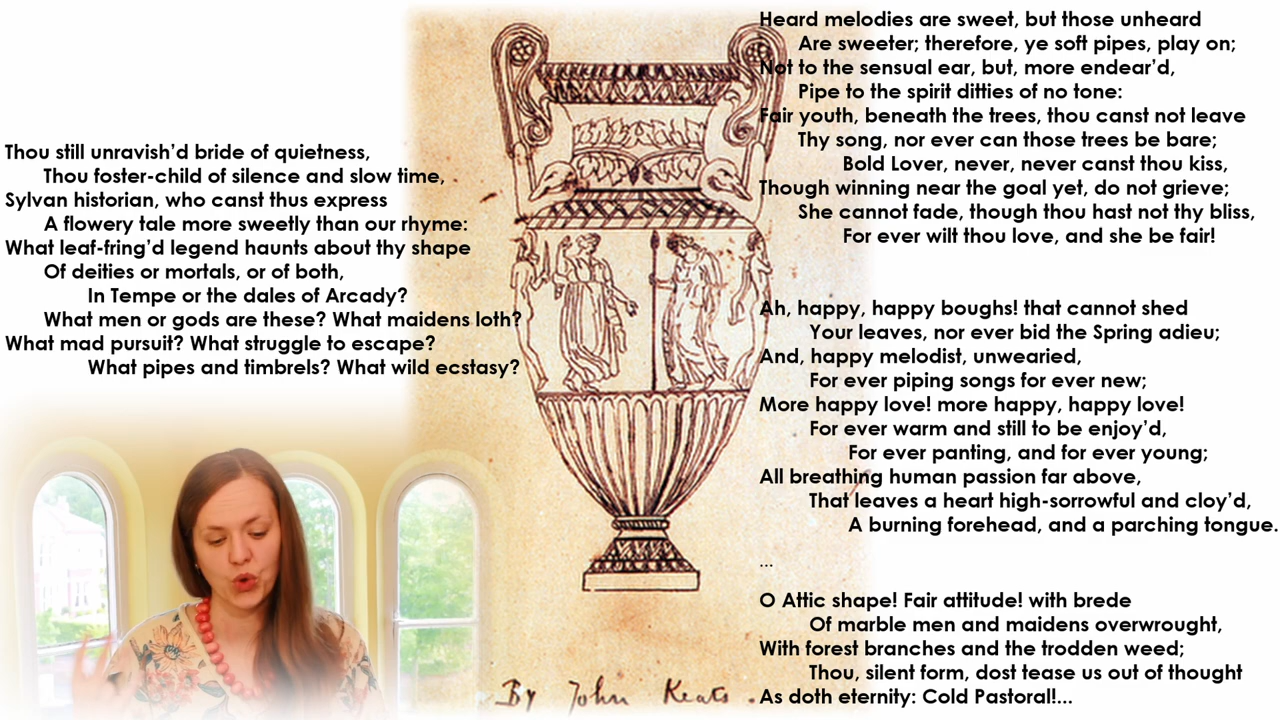 Thou still unravish'd bride of quietness,
Thou foster-child of silence and slow time,
Sylvan historian, who canst thus express
A flowery tale more sweetly than our rhyme:
What leaf-fring'd legend haunts about thy shape
Of deities or mortals, or of both,
In Tempe or the dales of Arcady?
What men or gods are these? What maidens loth?
What mad pursuit? What struggle to escape?
What pipes and timbrels? What wild ecstasy?
Heard melodies are sweet, but those unheard
Are sweeter; therefore, ye soft pipes, play on;
Not to the sensual ear, but, more endear'd,
Pipe to the spirit ditties of no tone:
Fair youth, beneath the trees, thou canst not leave
Thy song, nor ever can those trees be bare;
Bold Lover, never, never canst thou kiss,
Though winning near the goal yet, do not grieve;
She cannot fade, though thou hast not thy bliss,
For ever wilt thou love, and she be fair!
Ah, happy, happy boughs! that cannot shed
Your leaves, nor ever bid the Spring adieu;
And, happy melodist, unwearied,
For ever piping songs for ever new;
More happy love! more happy, happy love!
For ever warm and still to be enjoy'd,
For ever panting, and for ever young;
All breathing human passion far above,
That leaves a heart high-sorrowful and cloy'd,
A burning forehead, and a parching tongue.
...
O Attic shape! Fair attitude! with brede
Of marble men and maidens overwrought,
With forest branches and the trodden weed;
Thou, silent form, dost tease us out of thought
As doth eternity: Cold Pastoral!...
By John Keats.